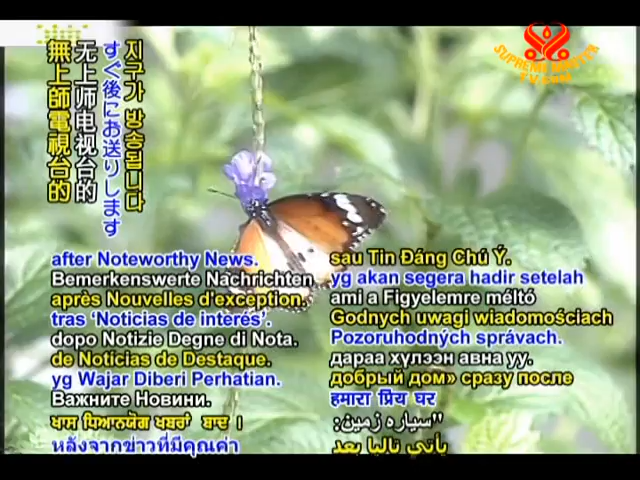 SUPREME MASTER
TV.COM
無上師電視台的
无上师电视台的
すぐ後にお送りします
지구가 방송됩니다
after Noteworthy News.
Bemerkenswerte Nachrichten
après Nouvelles d'exception.
tras ‘Noticias de interés’.
dopo Notizie Degne di Nota.
de Noticias de Destaque.
yg Wajar Diberi Perhatian.
Важните Новини.
ਖਾਸ ਧਿਆਨਯੋਗ ਖਬਰਾਂ ਬਾਦ।
หลังจากข่าวที่มีคุณค่า
sau Tin Đáng Chú Ý.
yg akan segera hadir setelah
ami a Figyelemre méltó
Godnych uwagi wiadomościach
Pozoruhodných správach.
дараа хүлээн авна уу.
добрый дом» сразу после
हमारा प्रिय घर
"سیاره زمین:
يأتي تاليا بعد